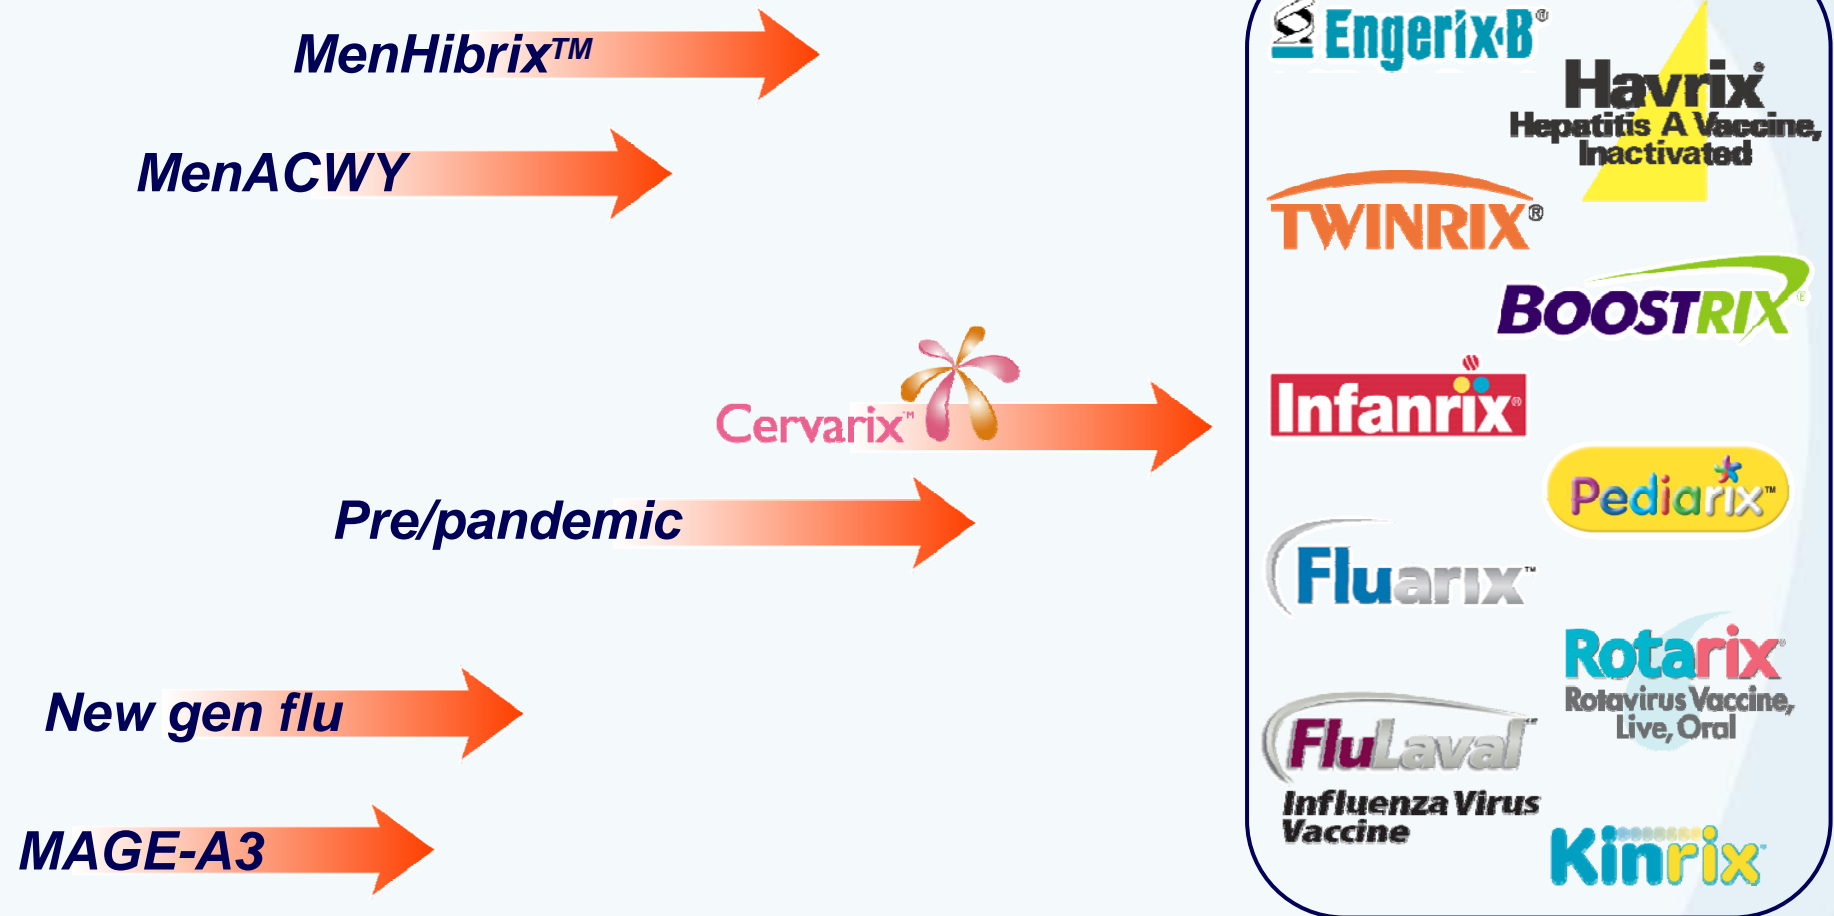 MenHibrix™
MenACWY
Cervarix™
Pre/pandemic
New gen flu
MAGE-A3
Engerix-B®
Havrix®
Hepatitis A Vaccine,
Inactivated
TWINRIX®
BOOSTRIX®
Infanrix®
Pediarix™
Fluarix™
Rotarix®
Rotavirus Vaccine,
Live, Oral
FluLaval™
Influenza Virus
Vaccine
Kinrix™